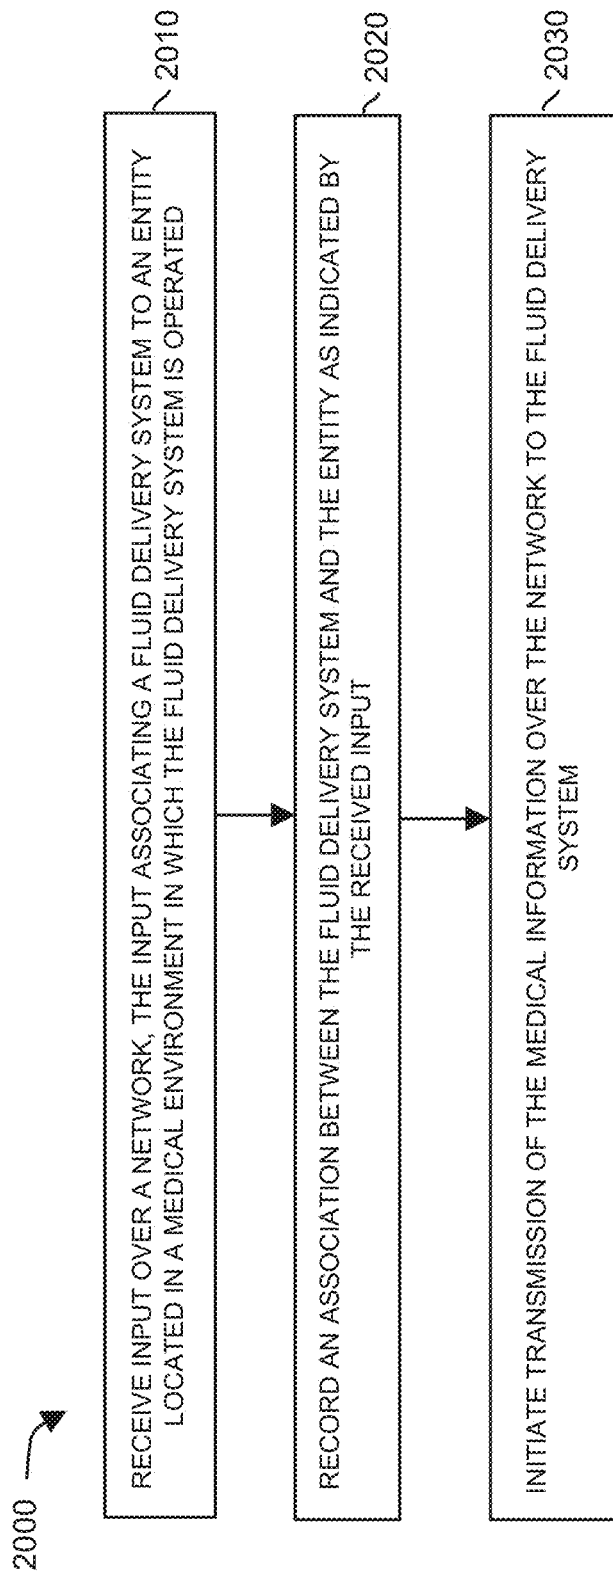 2000
RECEIVE INPUT OVER A NETWORK, THE INPUT ASSOCIATING A FLUID DELIVERY SYSTEM TO AN ENTITY
LOCATED IN A MEDICAL ENVIRONMENT IN WHICH THE FLUID DELIVERY SYSTEM IS OPERATED
2010
RECORD AN ASSOCIATION BETWEEN THE FLUID DELIVERY SYSTEM AND THE ENTITY AS INDICATED BY
THE RECEIVED INPUT
2020
INITIATE TRANSMISSION OF THE MEDICAL INFORMATION OVER THE NETWORK TO THE FLUID DELIVERY
SYSTEM
2030